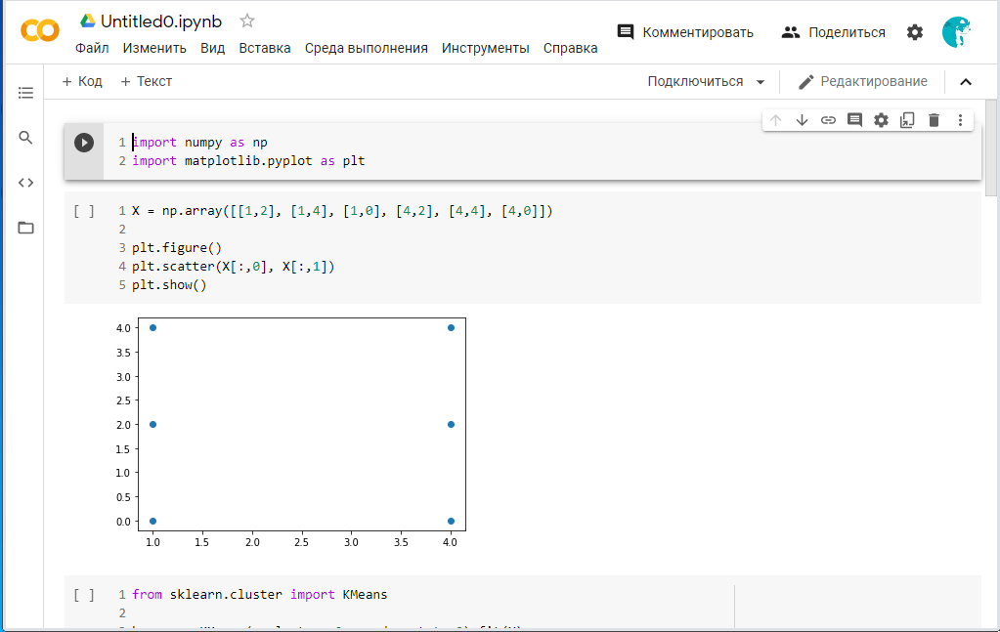 Untitled0.ipynb
Файл Изменить Вид Вставка Среда выполнения Инструменты Справка
Комментировать Поделиться
+ Код + Текст
Подключиться Редактирование
1 import numpy as np
2 import matplotlib.pyplot as plt
[ ] 1 X = np.array([[1,2], [1,4], [1,0], [4,2], [4,4], [4,0]])
2
3 plt.figure()
4 plt.scatter(X[:,0], X[:,1])
5 plt.show()
4.0
3.5
3.0
2.5
2.0
1.5
1.0
0.5
0.0
1.0 1.5 2.0 2.5 3.0 3.5 4.0
[ ] 1 from sklearn.cluster import KMeans
2